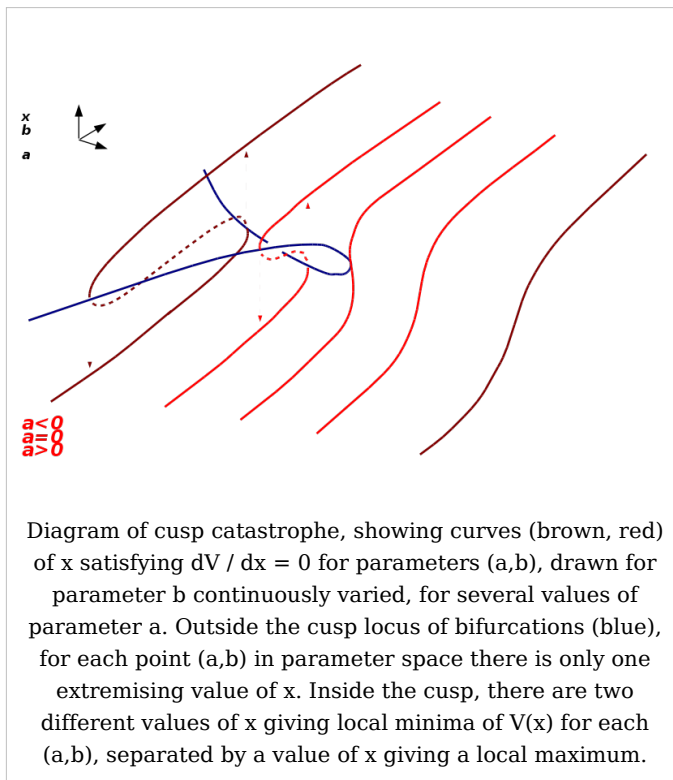 x
b
a
a<0
a=0
a>0
Diagram of cusp catastrophe, showing curves (brown, red)
of x satisfying dV / dx = 0 for parameters (a,b), drawn for
parameter b continuously varied, for several values of
parameter a. Outside the cusp locus of bifurcations (blue),
for each point (a,b) in parameter space there is only one
extremising value of x. Inside the cusp, there are two
different values of x giving local minima of V(x) for each
(a,b), separated by a value of x giving a local maximum.